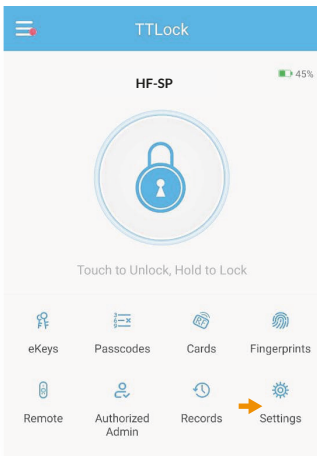 TTLock
HF-SP
45%
Touch to Unlock, Hold to Lock
eKeys Passcodes Cards Fingerprints
Remote Authorized Admin Records Settings